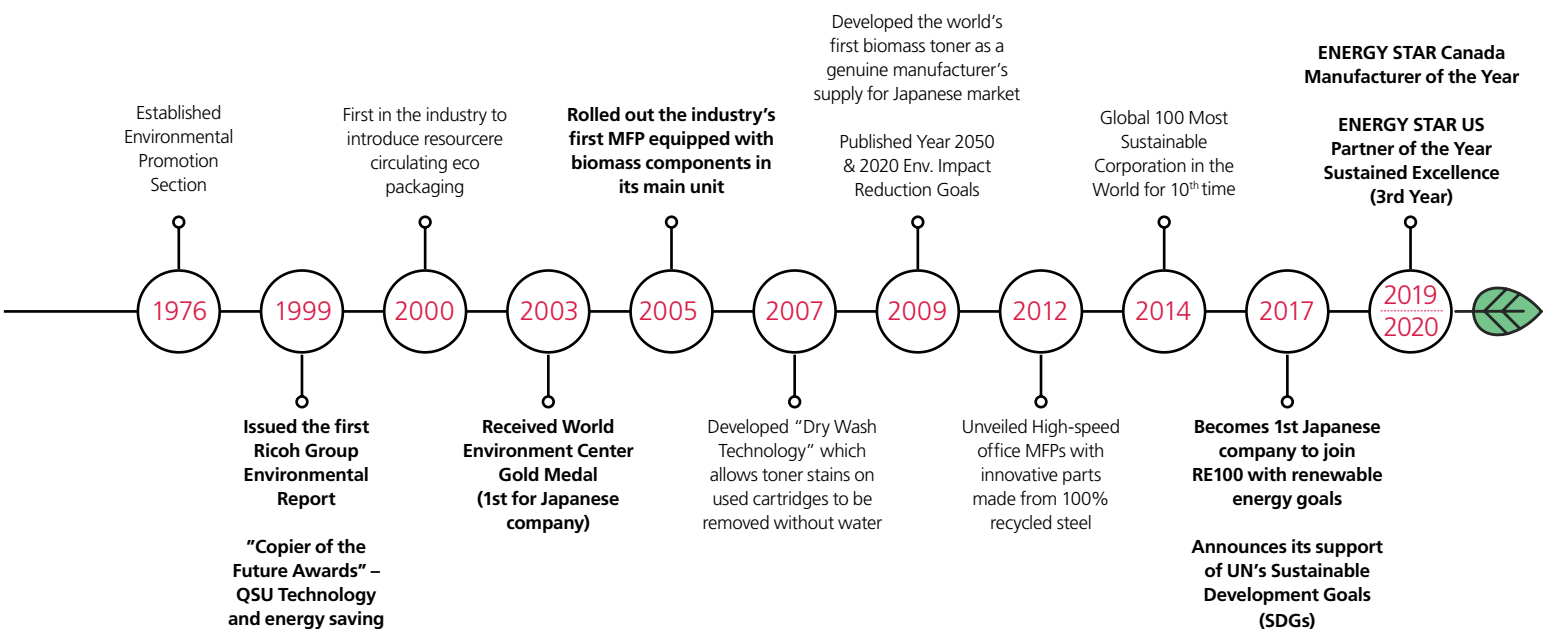 Established
Environmental
Promotion
Section
1976
1999
Issued the first
Ricoh Group
Environmental
Report
"Copier of the
Future Awards" –
QSU Technology
and energy saving
First in the industry to
introduce resourcere
circulating eco
packaging
2000
2003
Received World
Environment Center
Gold Medal
(1st for Japanese
company)
Rolled out the industry's
first MFP equipped with
biomass components in
its main unit
2005
2007
Developed "Dry Wash
Technology" which
allows toner stains on
used cartridges to be
removed without water
Developed the world's
first biomass toner as a
genuine manufacturer's
supply for Japanese market
Published Year 2050
& 2020 Env. Impact
Reduction Goals
2009
2012
Unveiled High-speed
office MFPs with
innovative parts
made from 100%
recycled steel
Global 100 Most
Sustainable
Corporation in the
World for 10th time
2014
2017
Becomes 1st Japanese
company to join
RE100 with renewable
energy goals
Announces its support
of UN's Sustainable
Development Goals
(SDGs)
ENERGY STAR Canada
Manufacturer of the Year
ENERGY STAR US
Partner of the Year
Sustained Excellence
(3rd Year)
2019
2020